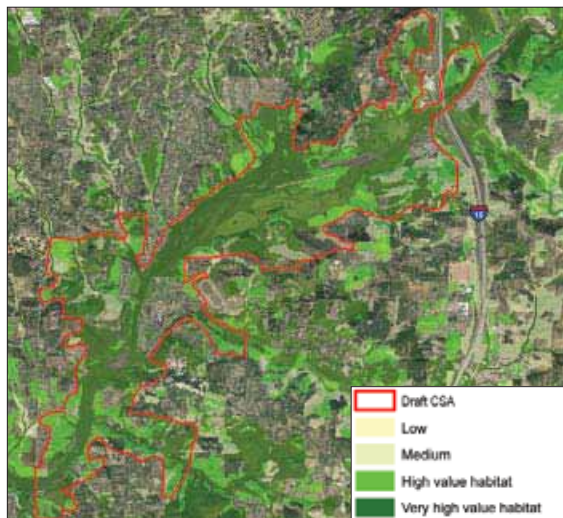 15
Draft CSA
Low
Medium
High value habitat
Very high value habitat